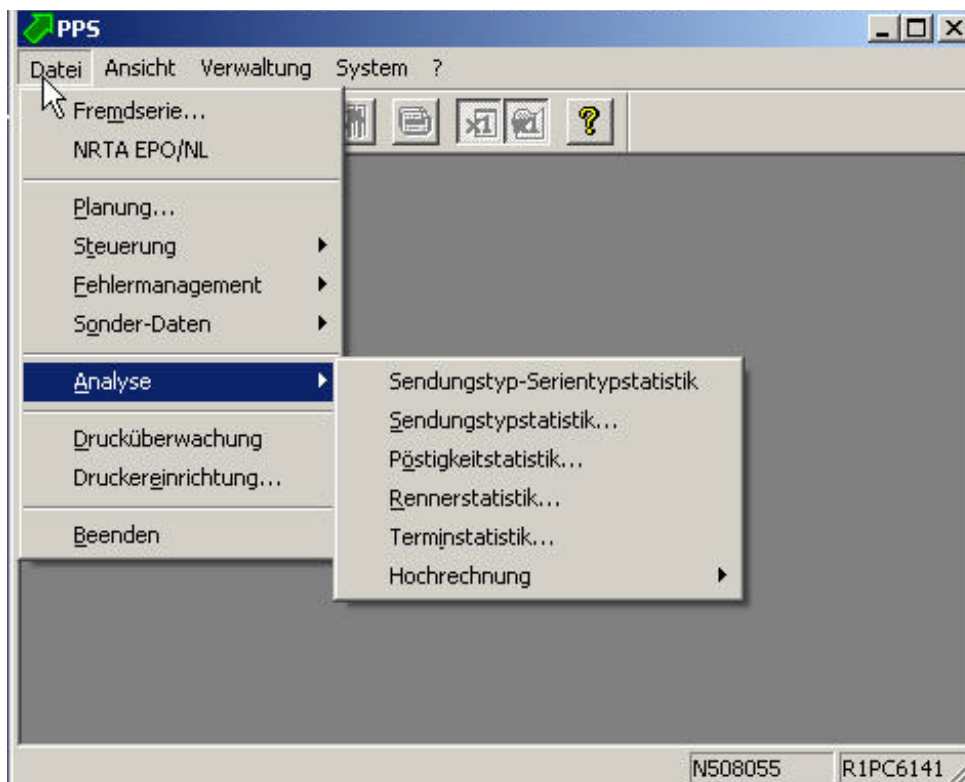 PPS
Datei Ansicht Verwaltung System ?
Fremdserie...
NRTA EPO/NL
Planung...
Steuerung
Fehlermanagement
Sonder-Daten
Analyse
Drucküberwachung
Druckereinrichtung...
Beenden
Sendungstyp-Serientypstatistik
Sendungstypstatistik...
Pöstigkeitstatistik...
Rennerstatistik...
Terminstatistik...
Hochrechnung
N508055 R1PC6141